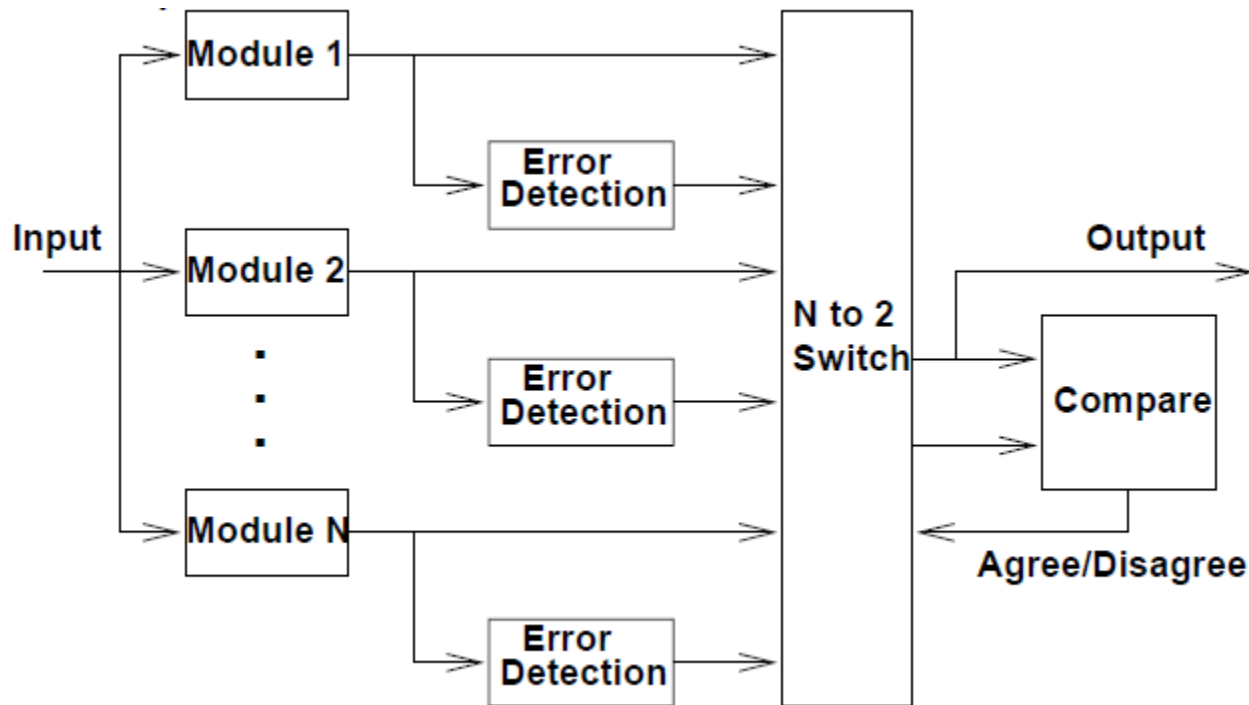 Module 1
Error
Detection
Input
Module 2
Output
N to 2
Switch
Error
Detection
Compare
Module N
Agree/Disagree
Error
Detection